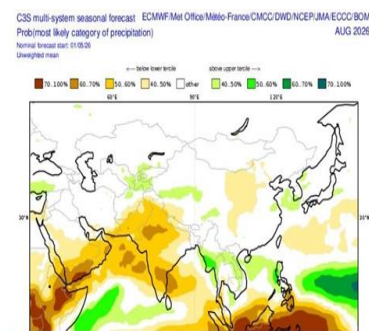 C3S multi-system seasonal forecast ECMWF/Met Office/Météo-France/CMCC/DWD/NCEP/JMA/ECCC/BOM
Prob(most likely category of precipitation) AUG 2026
Nominal forecast start: 01/05/26
Unweighted mean
<--- below lower tercile above upper tercile --->
70..100% 60..70% 50..60% 40..50% other 40..50% 50..60% 60..70% 70..100%
60°E 90°E 120°E
30°N 30°N